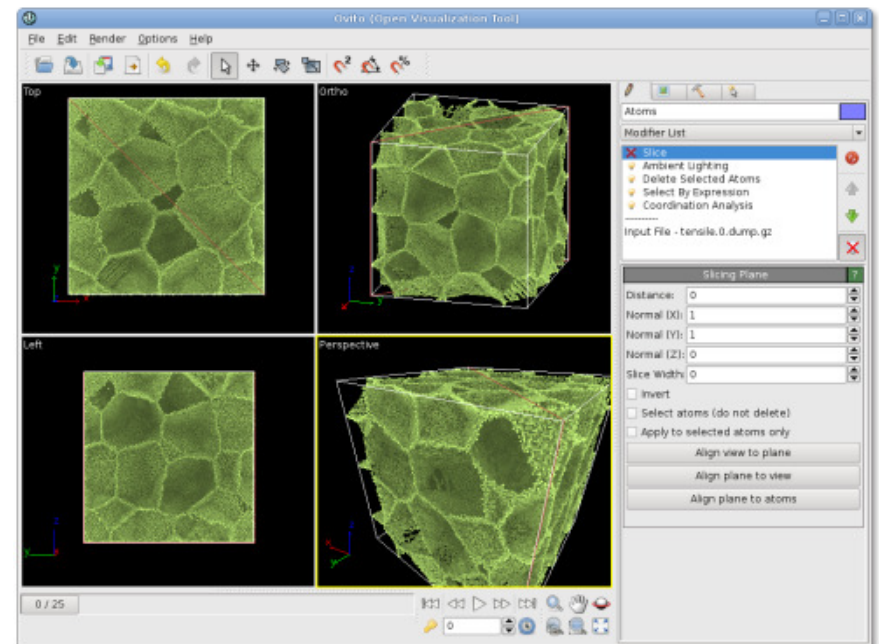 Ovito (Open Visualization Tool)
File Edit Render Options Help
Top
Ortho
Left
Perspective
y
x
z
y
x
z
y
x
z
x
y
Atoms
Modifier List
Slice
Ambient Lighting
Delete Selected Atoms
Select By Expression
Coordination Analysis
----------
Input File - tensile.0.dump.gz
Slicing Plane ?
Distance: 0
Normal (X): 1
Normal (Y): 1
Normal (Z): 0
Slice Width: 0
Invert
Select atoms (do not delete)
Apply to selected atoms only
Align view to plane
Align plane to view
Align plane to atoms
0 / 25
0